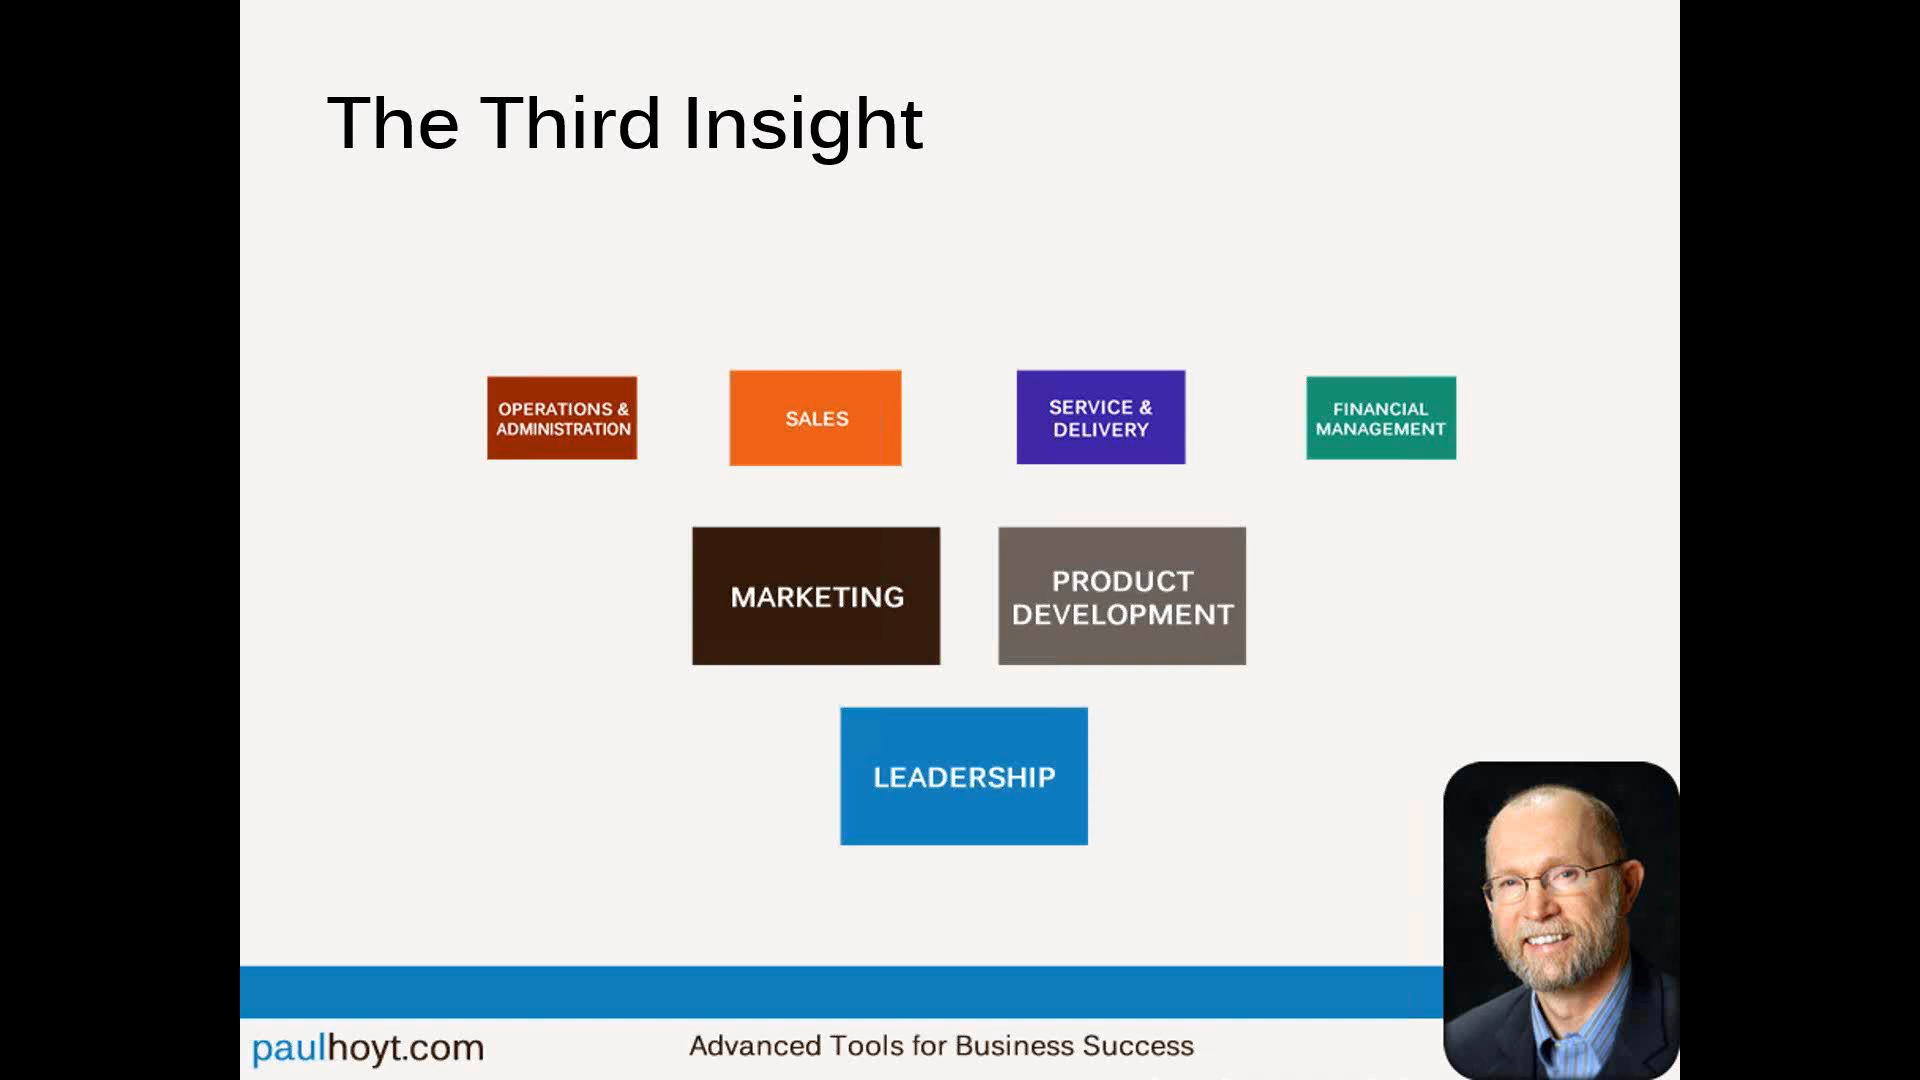 The Third Insight
OPERATIONS &
ADMINISTRATION
SALES
SERVICE &
DELIVERY
FINANCIAL
MANAGEMENT
MARKETING
PRODUCT
DEVELOPMENT
LEADERSHIP
paulhoyt.com
Advanced Tools for Business Success